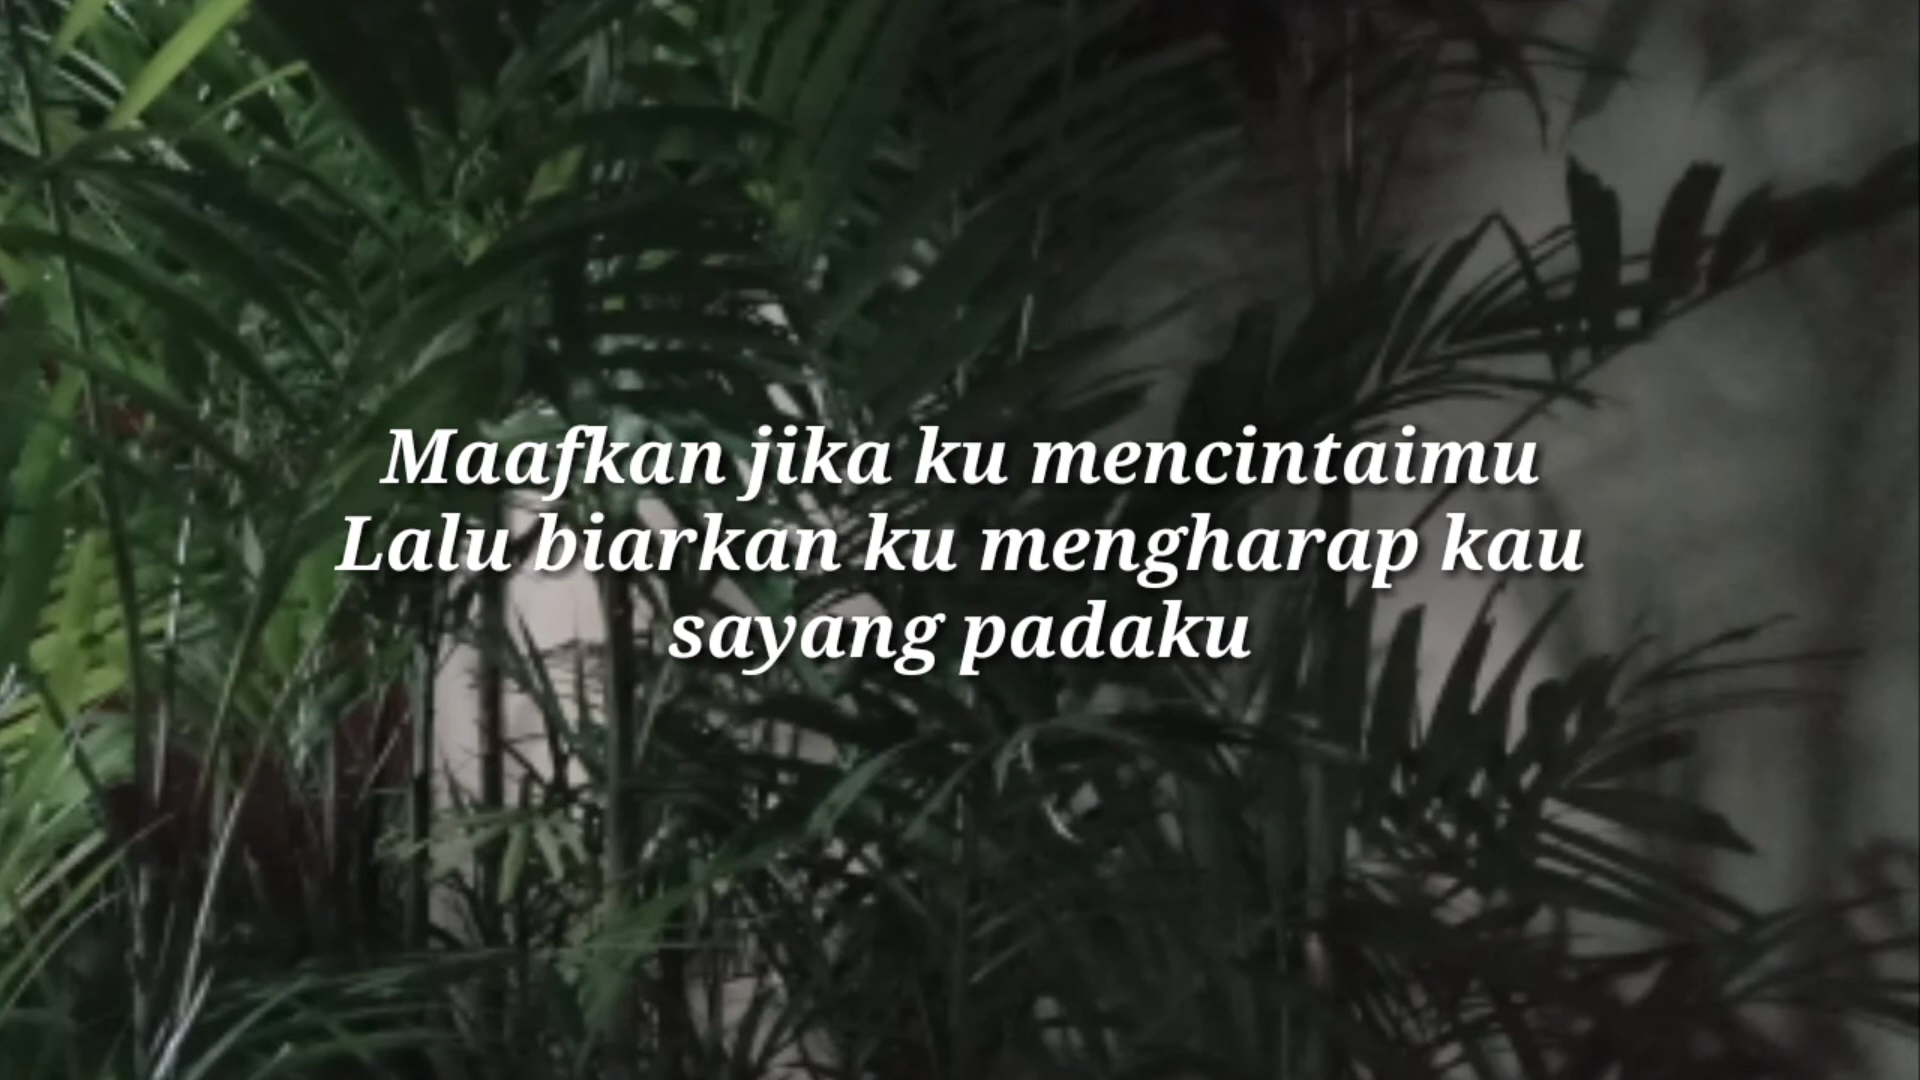 Maafkan jika ku mencintaimu
Lalu biarkan ku mengharap kau
sayang padaku